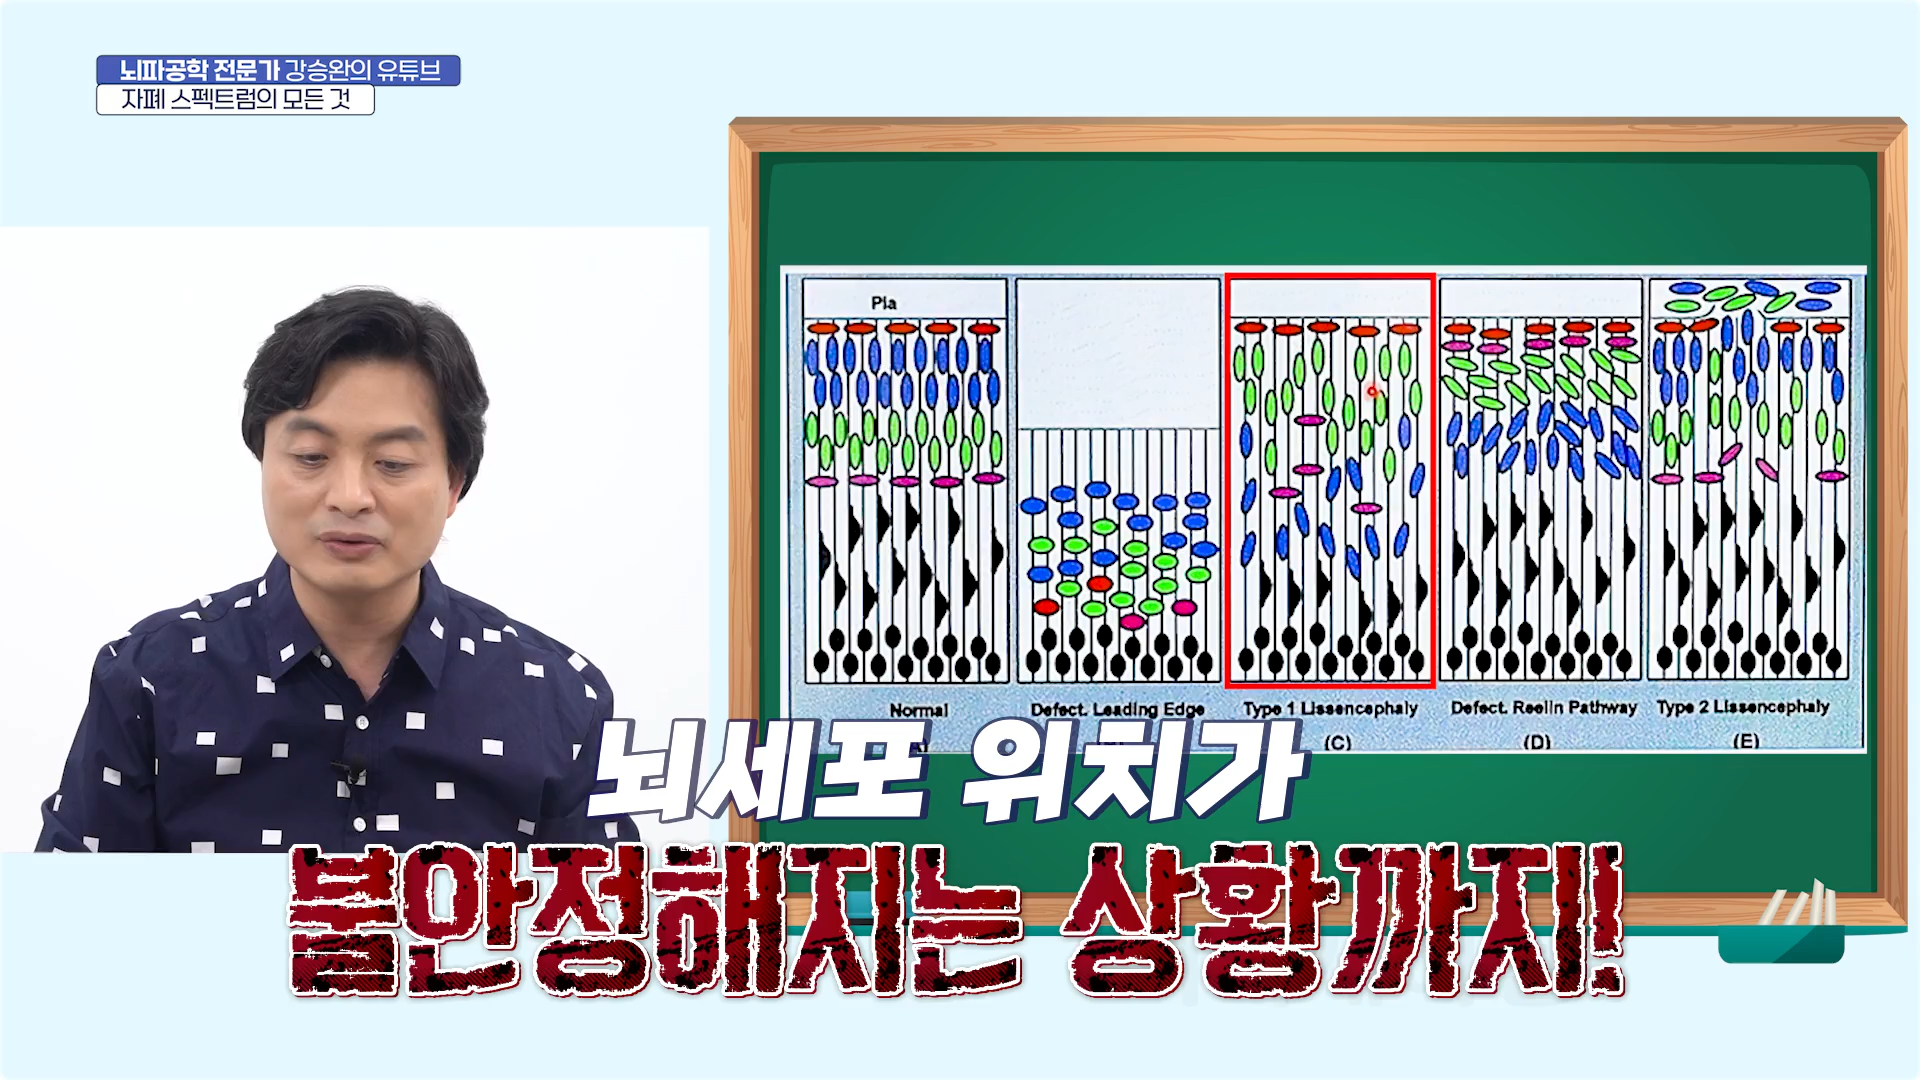 뇌파공학 전문가 강승완의 유튜브
자폐 스펙트럼의 모든 것
Pia
Normal
Defect. Leading Edge
Type 1 Lissencephaly
Defect. Reelin Pathway
Type 2 Lissencephaly
(C)
(D)
(E)
뇌세포 위치가
불안정해지는 상황까지!